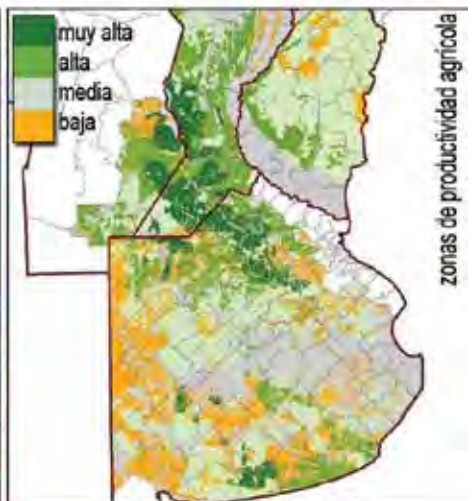 muy alta
alta
media
baja
zonas de productividad agrícola